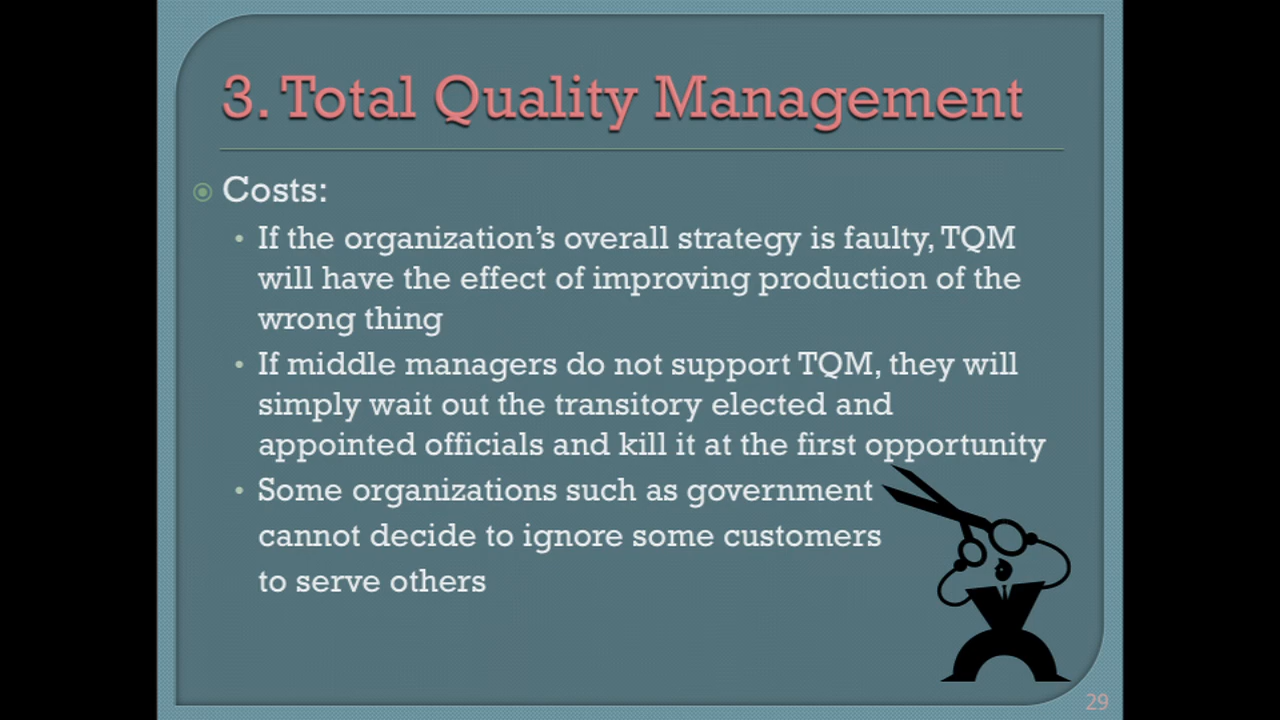 3. Total Quality Management
Costs:
• If the organization’s overall strategy is faulty, TQM
will have the effect of improving production of the
wrong thing
• If middle managers do not support TQM, they will
simply wait out the transitory elected and
appointed officials and kill it at the first opportunity
• Some organizations such as government
cannot decide to ignore some customers
to serve others
29